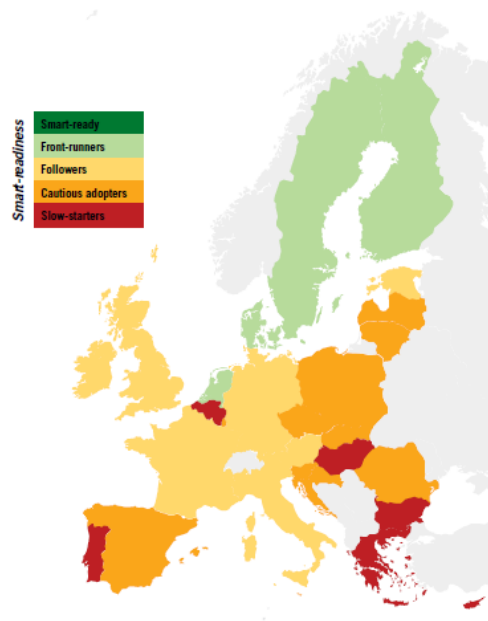 Smart-readiness
Smart-ready
Front-runners
Followers
Cautious adopters
Slow-starters